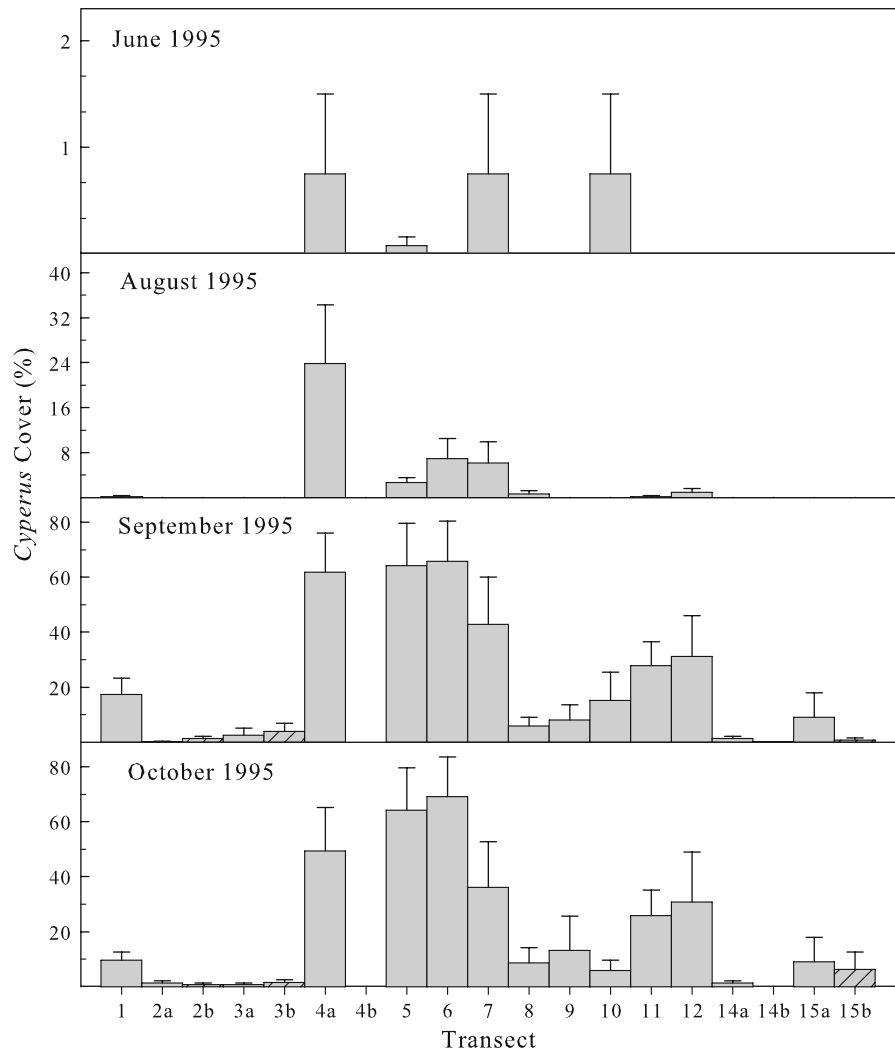 June 1995
2
1
August 1995
40
32
24
16
8
Cyperus Cover (%)
September 1995
80
60
40
20
October 1995
80
60
40
20
1 2a 2b 3a 3b 4a 4b 5 6 7 8 9 10 11 12 14a 14b 15a 15b
Transect